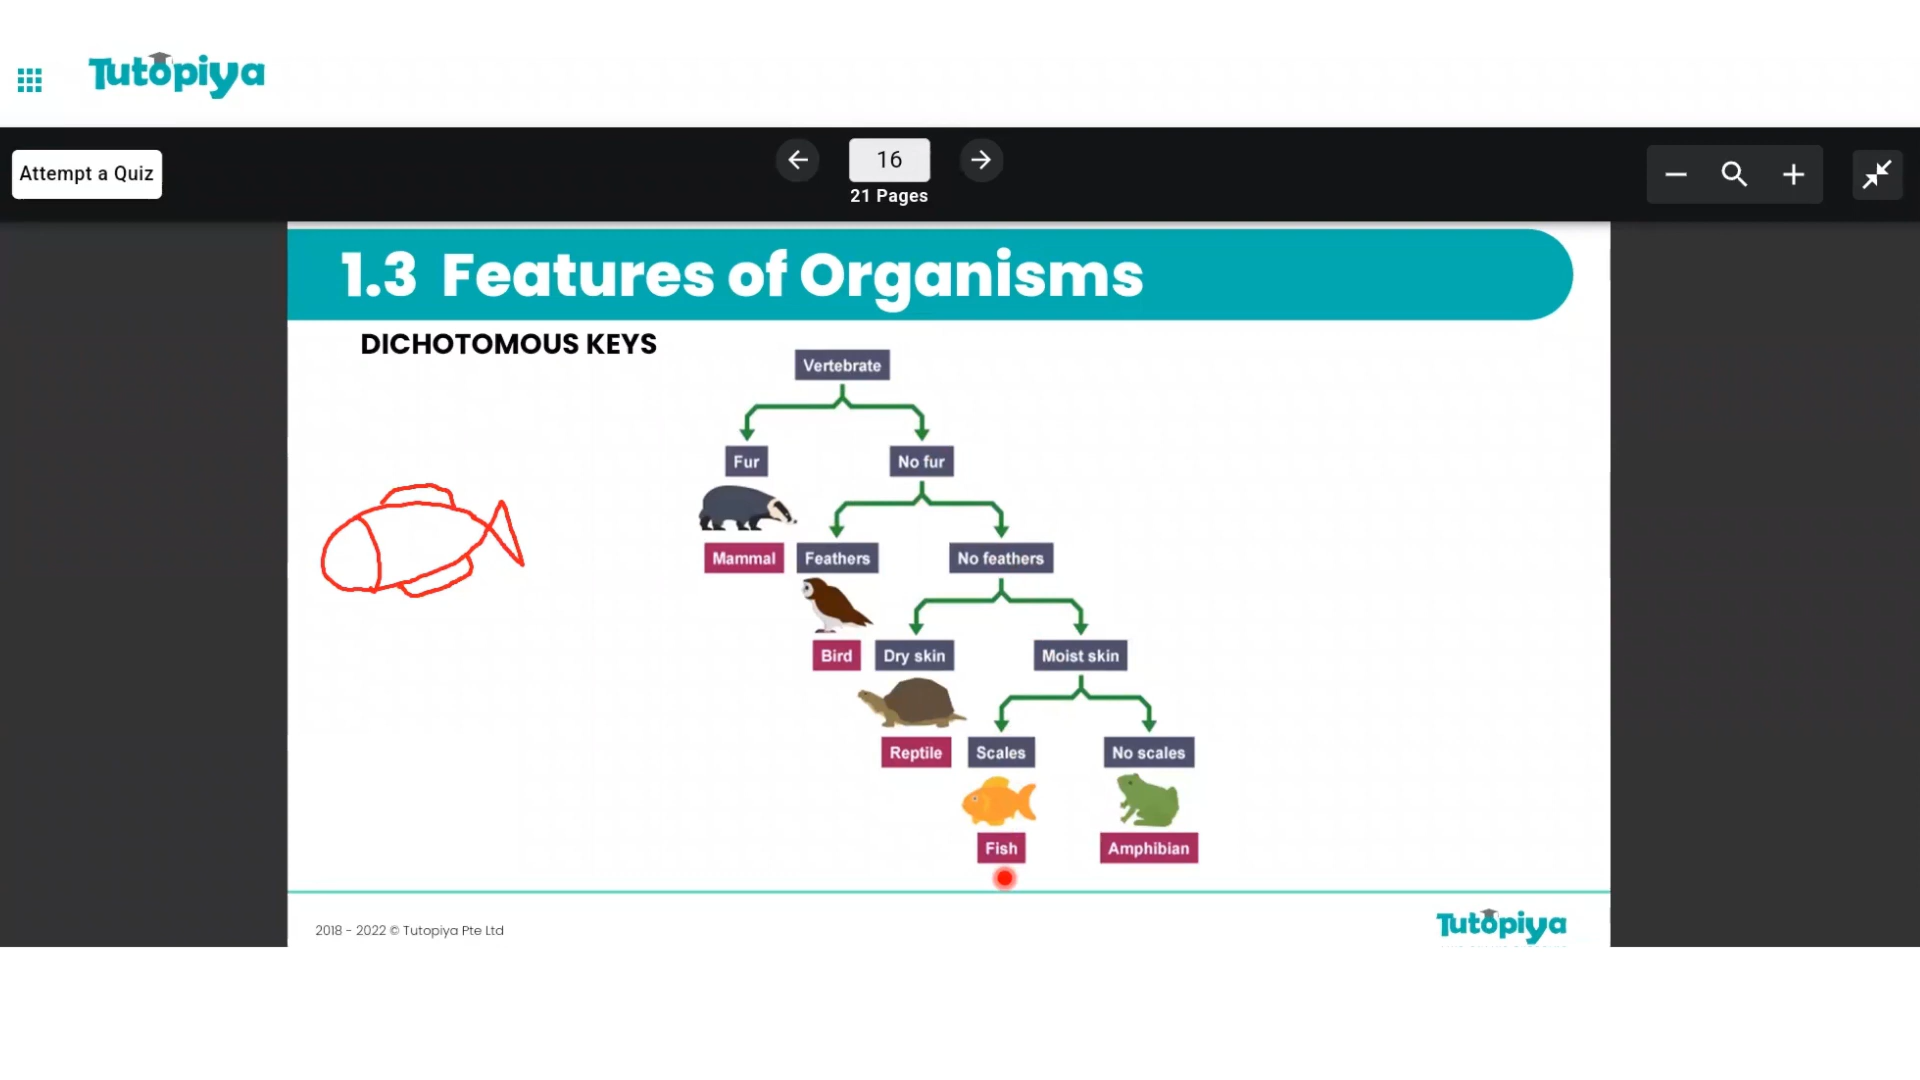 Tutopiya
Attempt a Quiz
16
21 Pages
1.3 Features of Organisms
DICHOTOMOUS KEYS
Vertebrate
Fur
No fur
Mammal
Feathers
No feathers
Bird
Dry skin
Moist skin
Reptile
Scales
No scales
Fish
Amphibian
2018 - 2022 © Tutopiya Pte Ltd
Tutopiya